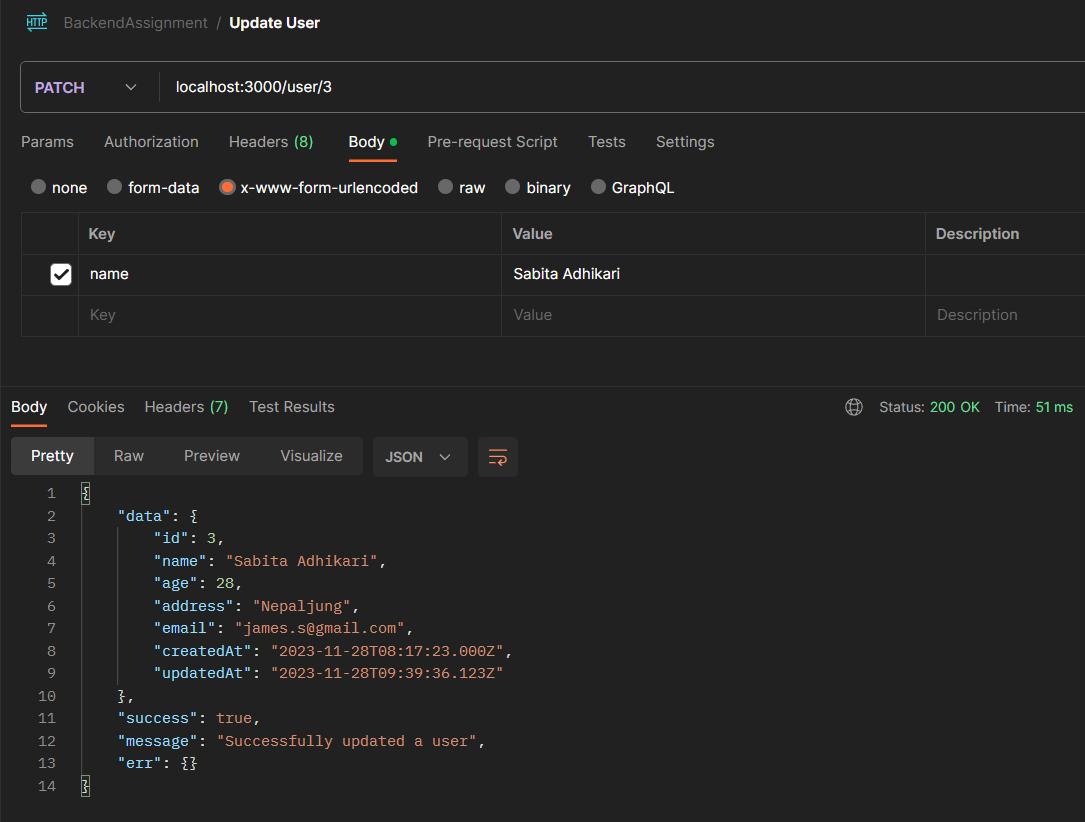 HTTP BackendAssignment / Update User
PATCH localhost:3000/user/3
Params Authorization Headers (8) Body Pre-request Script Tests Settings
none form-data x-www-form-urlencoded raw binary GraphQL
Key Value Description
name Sabita Adhikari
Key Value Description
Body Cookies Headers (7) Test Results Status: 200 OK Time: 51 ms
Pretty Raw Preview Visualize JSON
1 {
2 "data": {
3 "id": 3,
4 "name": "Sabita Adhikari",
5 "age": 28,
6 "address": "Nepaljung",
7 "email": "james.s@gmail.com",
8 "createdAt": "2023-11-28T08:17:23.000Z",
9 "updatedAt": "2023-11-28T09:39:36.123Z"
10 },
11 "success": true,
12 "message": "Successfully updated a user",
13 "err": {}
14 }